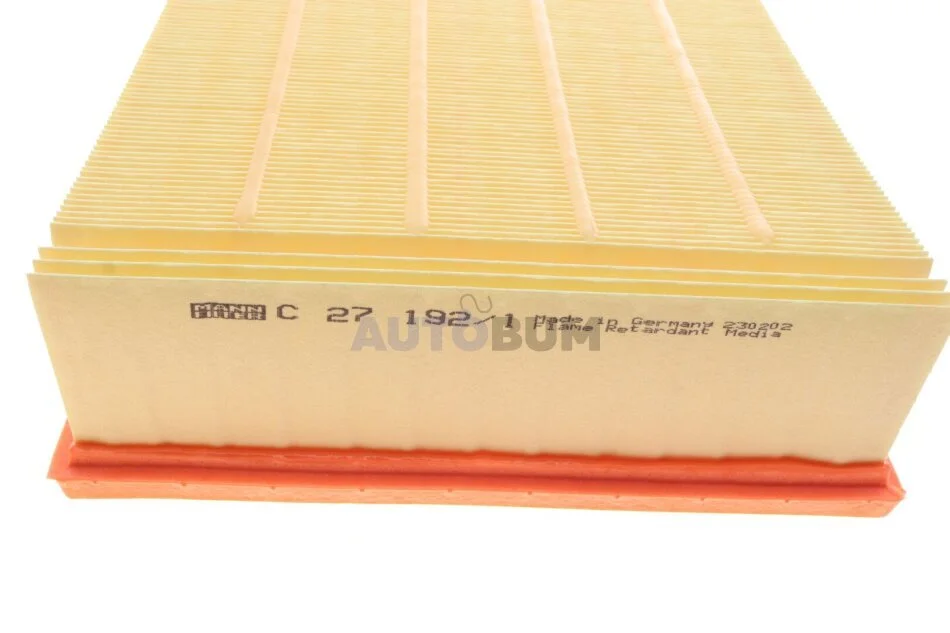 MANN
FILTER
C 27 192/1
Made in Germany 230202
Flame Retardant Media
AUTOBUM